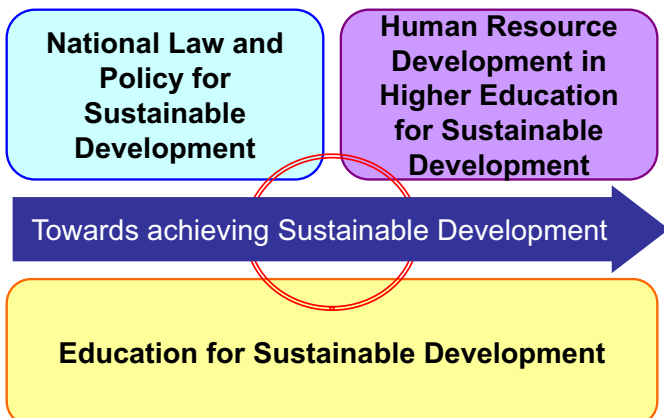 National Law and
Policy for
Sustainable
Development
Human Resource
Development in
Higher Education
for Sustainable
Development
Towards achieving Sustainable Development
Education for Sustainable Development